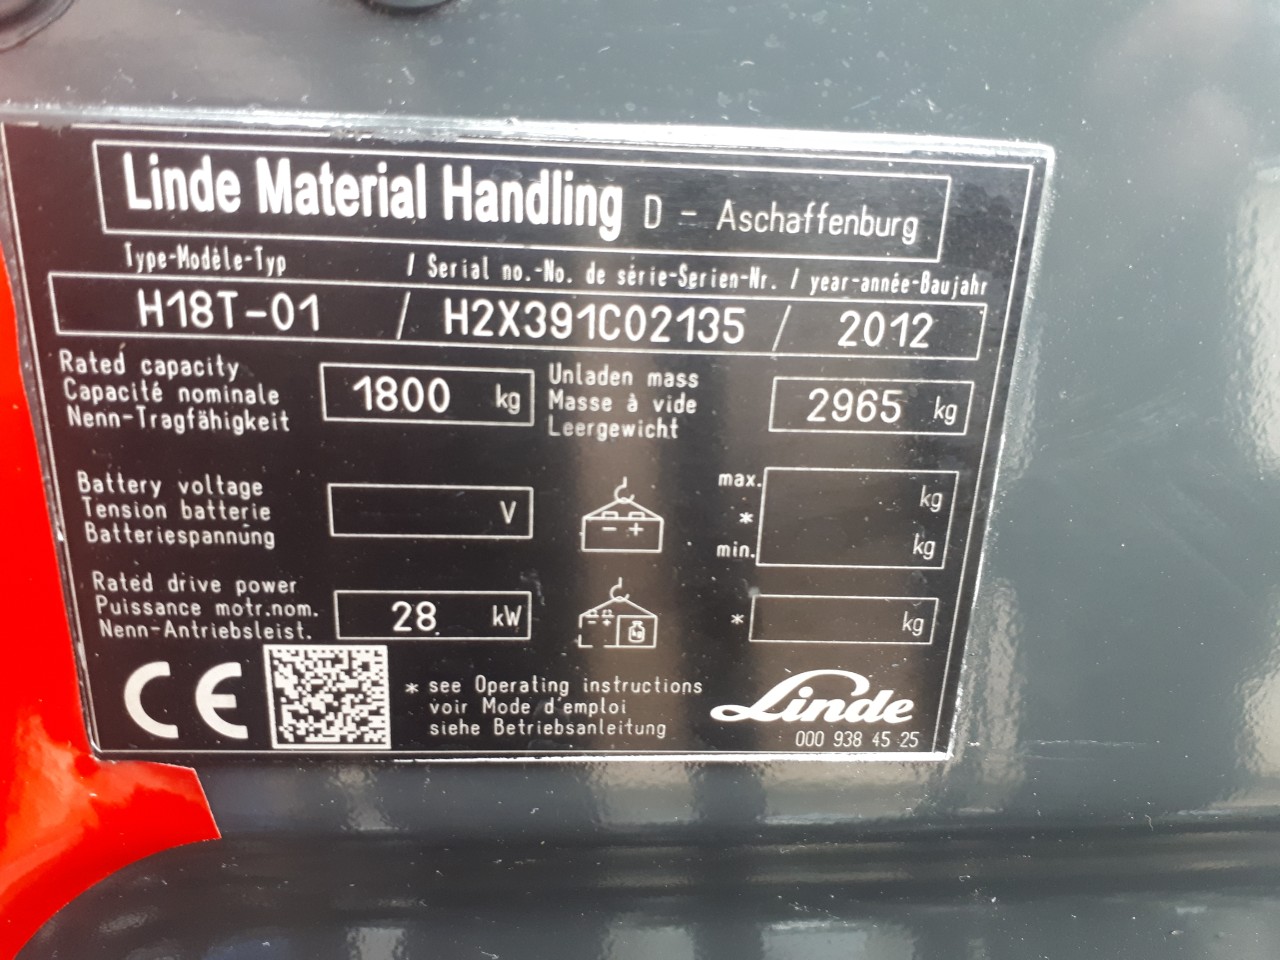 Linde Material Handling D - Aschaffenburg
Type-Modèle-Typ / Serial no.-No. de série-Serien-Nr. / year-année-Baujahr
H18T-01 / H2X391C02135 / 2012
Rated capacity
Capacité nominale
Nenn-Tragfähigkeit
1800 kg
Unladen mass
Masse à vide
Leergewicht
2965 kg
Battery voltage
Tension batterie
Batteriespannung
V
- +
max. kg
*
min. kg
Rated drive power
Puissance motr.nom.
Nenn-Antriebsleist.
28 kW
- + kg
* kg
CE
* see Operating instructions
voir Mode d'emploi
siehe Betriebsanleitung
Linde
000 938 45 25